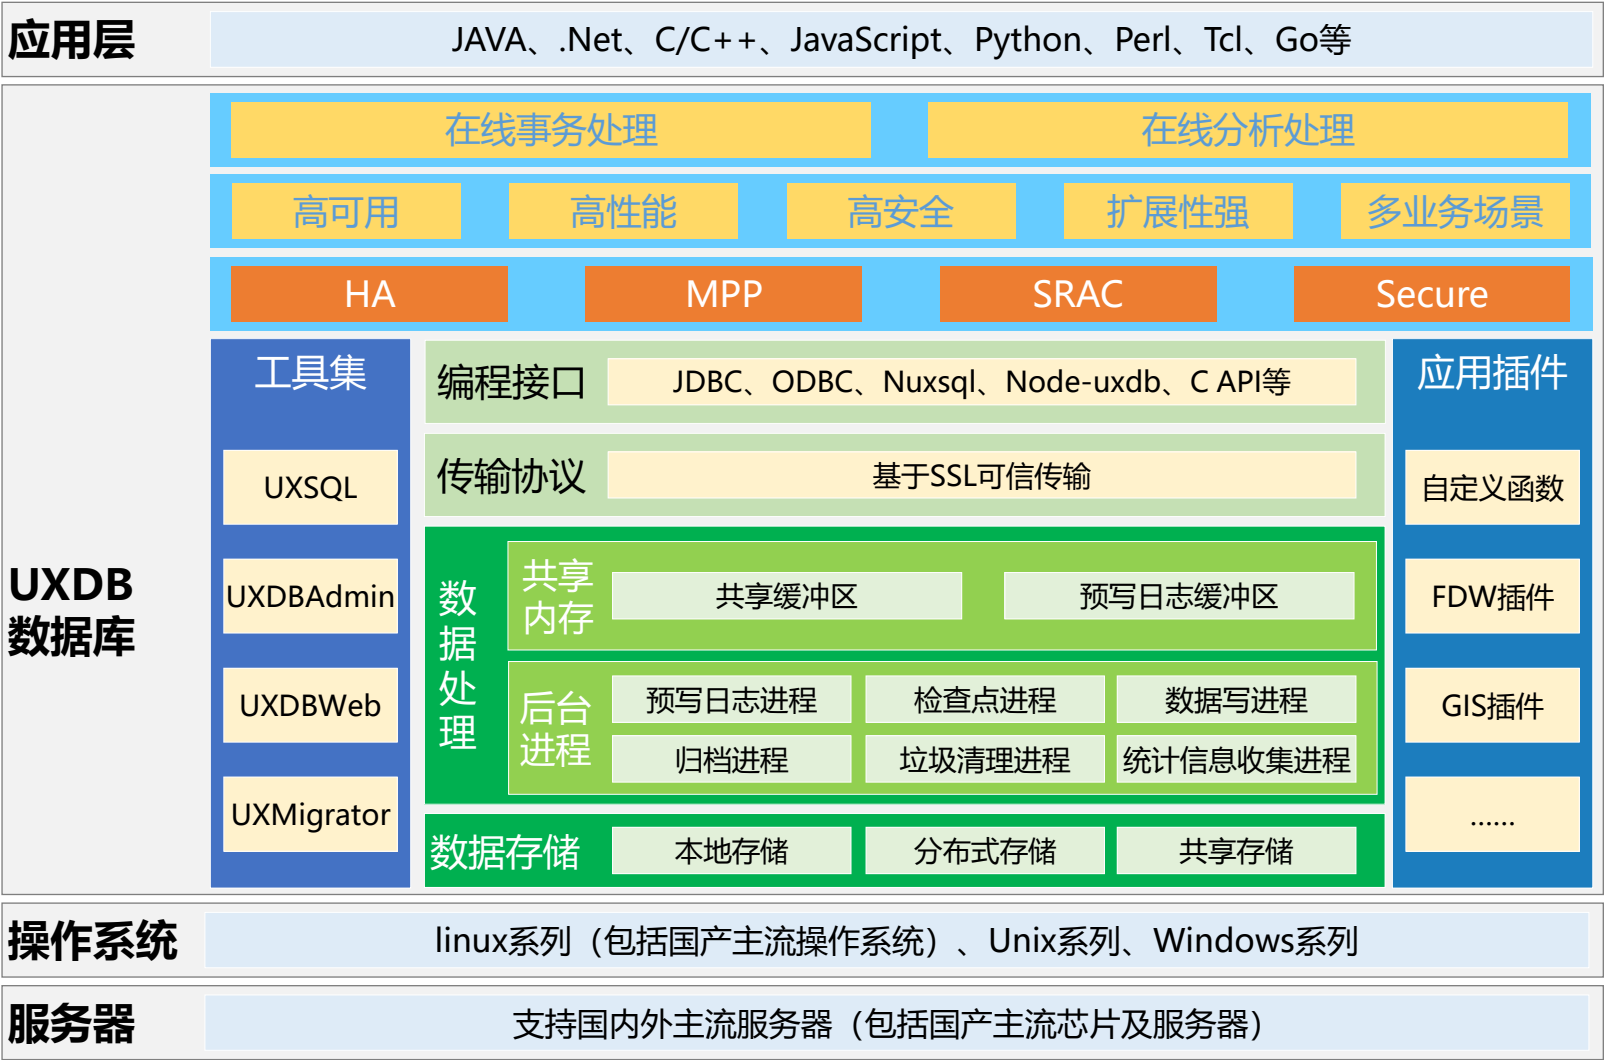 应用层
JAVA、.Net、C/C++、JavaScript、Python、Perl、Tcl、Go等
UXDB
数据库
在线事务处理
在线分析处理
高可用
高性能
高安全
扩展性强
多业务场景
HA
MPP
SRAC
Secure
工具集
UXSQL
UXDBAdmin
UXDBWeb
UXMigrator
编程接口
JDBC、ODBC、Nuxsql、Node-uxdb、C API等
传输协议
基于SSL可信传输
数据处理
共享
内存
共享缓冲区
预写日志缓冲区
后台
进程
预写日志进程
检查点进程
数据写进程
归档进程
垃圾清理进程
统计信息收集进程
数据存储
本地存储
分布式存储
共享存储
应用插件
自定义函数
FDW插件
GIS插件
……
操作系统
linux系列（包括国产主流操作系统）、Unix系列、Windows系列
服务器
支持国内外主流服务器（包括国产主流芯片及服务器）